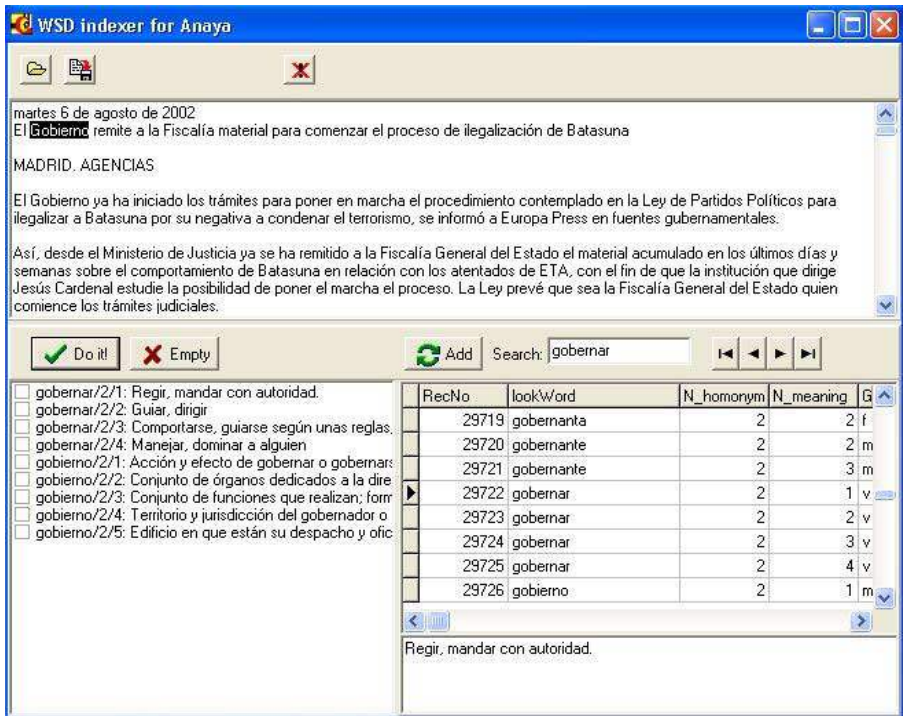 WSD indexer for Anaya
martes 6 de agosto de 2002
El Gobierno remite a la Fiscalía material para comenzar el proceso de ilegalización de Batasuna
MADRID. AGENCIAS
El Gobierno ya ha iniciado los trámites para poner en marcha el procedimiento contemplado en la Ley de Partidos Políticos para
ilegalizar a Batasuna por su negativa a condenar el terrorismo, se informó a Europa Press en fuentes gubernamentales.
Así, desde el Ministerio de Justicia ya se ha remitido a la Fiscalía General del Estado el material acumulado en los últimos días y
semanas sobre el comportamiento de Batasuna en relación con los atentados de ETA, con el fin de que la institución que dirige
Jesús Cardenal estudie la posibilidad de poner el marcha el proceso. La Ley prevé que sea la Fiscalía General del Estado quien
comience los trámites judiciales.
Do it! Empty Add Search: gobernar
gobernar/2/1: Regir, mandar con autoridad.
gobernar/2/2: Guiar, dirigir
gobernar/2/3: Comportarse, guiarse según unas reglas,
gobernar/2/4: Manejar, dominar a alguien
gobierno/2/1: Acción y efecto de gobernar o gobernars
gobierno/2/2: Conjunto de órganos dedicados a la dire
gobierno/2/3: Conjunto de funciones que realizan; form
gobierno/2/4: Territorio y jurisdicción del gobernador o
gobierno/2/5: Edificio en que están su despacho y ofic
RecNo lookWord N_homonym N_meaning G
29719 gobernanta 2 2 f
29720 gobernante 2 2 m
29721 gobernante 2 3 m
29722 gobernar 2 1 v
29723 gobernar 2 2 v
29724 gobernar 2 3 v
29725 gobernar 2 4 v
29726 gobierno 2 1 m
Regir, mandar con autoridad.